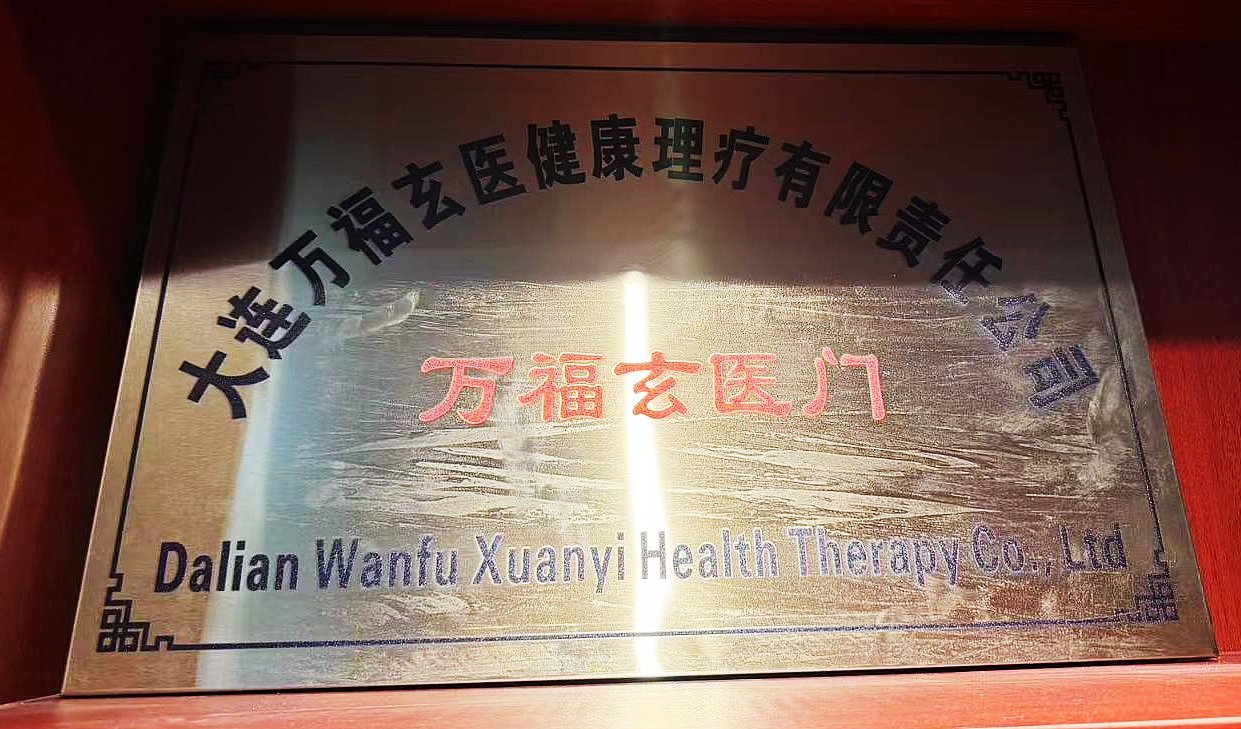 大连万福玄医健康理疗有限责任公司
万福玄医门
Dalian Wanfu Xuanyi Health Therapy Co., Ltd